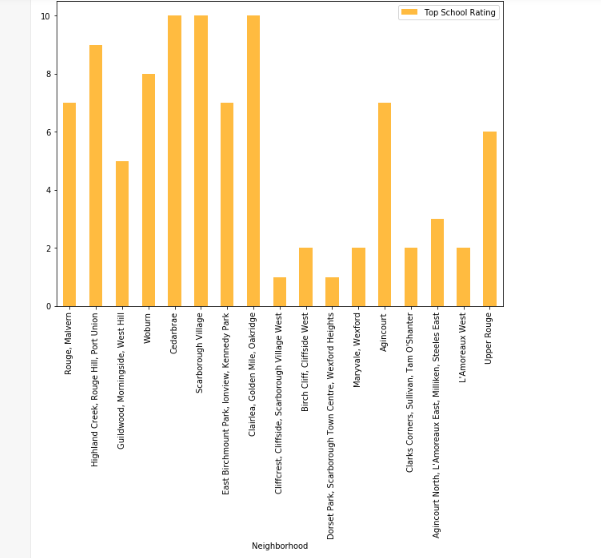 Top School Rating
10
8
6
4
2
0
Rouge, Malvern
Highland Creek, Rouge Hill, Port Union
Guildwood, Morningside, West Hill
Woburn
Cedarbrae
Scarborough Village
East Birchmount Park, Ionview, Kennedy Park
Clairlea, Golden Mile, Oakridge
Cliffcrest, Cliffside, Scarborough Village West
Birch Cliff, Cliffside West
Dorset Park, Scarborough Town Centre, Wexford Heights
Maryvale, Wexford
Agincourt
Clarks Corners, Sullivan, Tam O'Shanter
Agincourt North, L'Amoreaux East, Milliken, Steeles East
L'Amoreaux West
Upper Rouge
Neighborhood